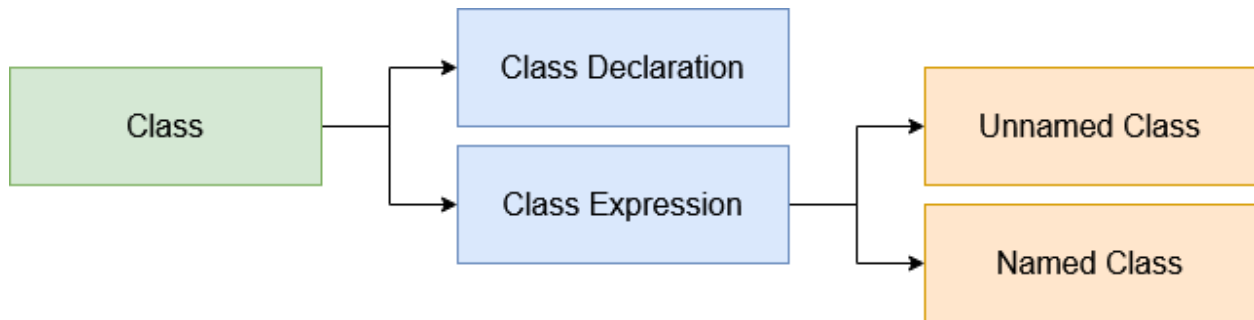 Class
Class Declaration
Class Expression
Unnamed Class
Named Class